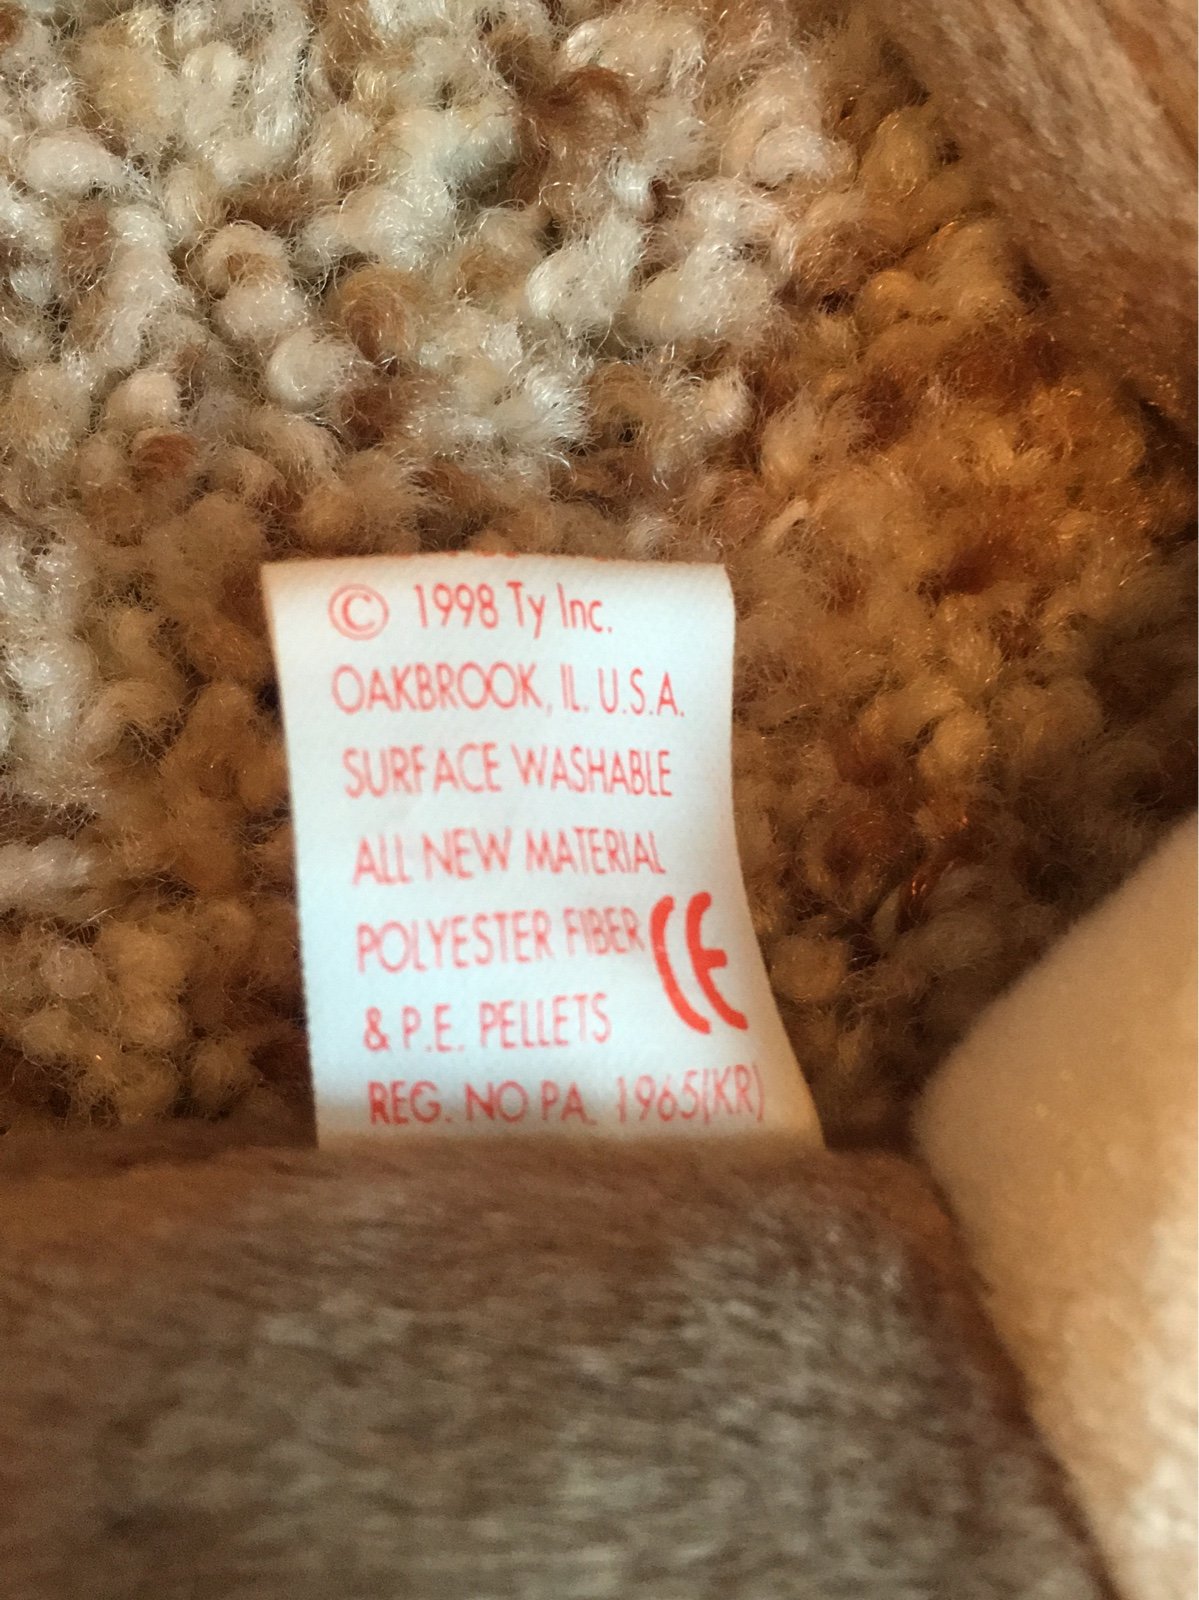 © 1998 Ty Inc.
OAKBROOK, IL. U.S.A.
SURFACE WASHABLE
ALL NEW MATERIAL
POLYESTER FIBER CE
& P.E. PELLETS
REG. NO PA. 1965(KR)